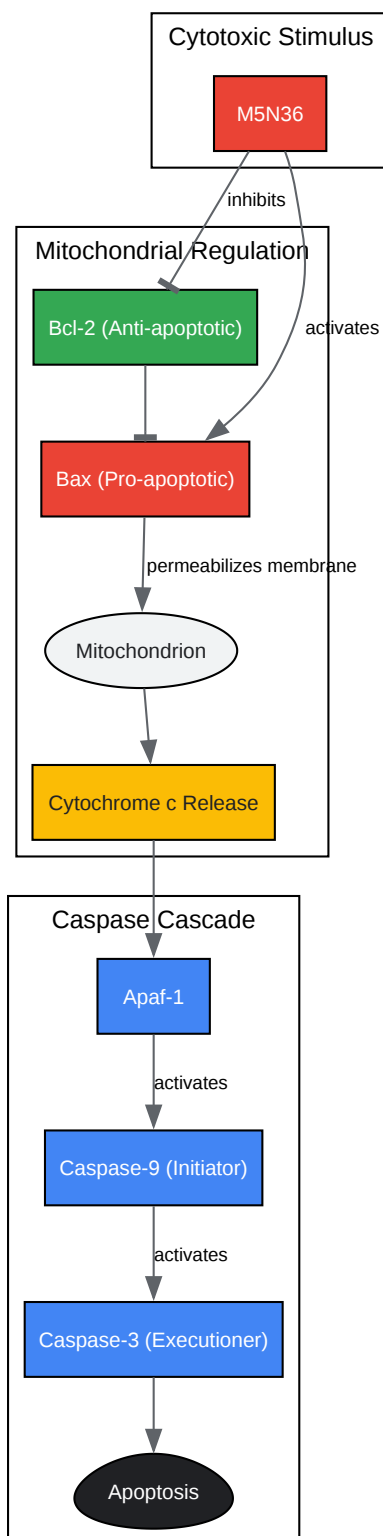 Cytotoxic Stimulus
M5N36
inhibits
Mitochondrial Regulation
Bcl-2 (Anti-apoptotic)
activates
Bax (Pro-apoptotic)
permeabilizes membrane
Mitochondrion
Cytochrome c Release
Caspase Cascade
Apaf-1
activates
Caspase-9 (Initiator)
activates
Caspase-3 (Executioner)
Apoptosis